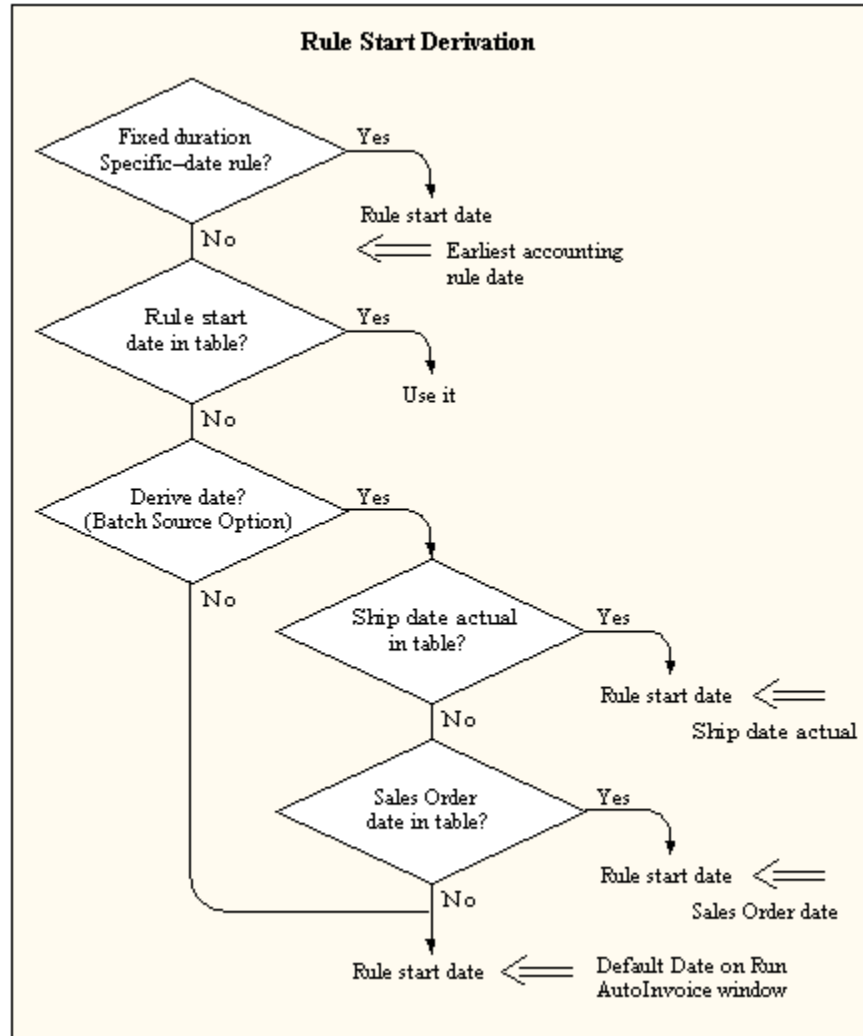 Rule Start Derivation
Fixed duration
Specific–date rule?
Yes
Rule start date
No
Earliest accounting
rule date
Rule start
date in table?
Yes
Use it
No
Derive date?
(Batch Source Option)
Yes
No
Ship date actual
in table?
Yes
Rule start date
No
Ship date actual
Sales Order
date in table?
Yes
Rule start date
No
Sales Order date
Rule start date
Default Date on Run
AutoInvoice window